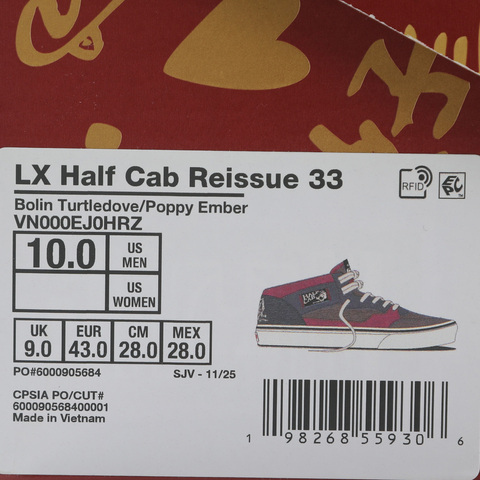 LX Half Cab Reissue 33
Bolin Turtledove/Poppy Ember
VN000EJ0HRZ
10.0 US MEN
US WOMEN
UK 9.0 EUR 43.0 CM 28.0 MEX 28.0
PO#6000905684 SJV - 11/25
CPSIA PO/CUT#
600090568400001
Made in Vietnam
RFID
EPC
1 98268 55930 6